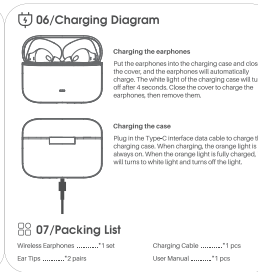 06/Charging Diagram
Charging the earphones
Put the earphones into the charging case and clos
the cover, and the earphones will automatically
charge. The white light of the charging case will tu
off after 4 seconds. Close the cover to charge the
earphones, then remove them.
Charging the case
Plug in the Type-C interface data cable to charge t
charging case. When charging, the orange light is
always on. When the orange light is fully charged,
will turns to white light and turns off the light.
07/Packing List
Wireless Earphones ..........*1 set
Charging Cable ..........*1 pcs
Ear Tips ..........*2 pairs
User Manual ..........*1 pcs